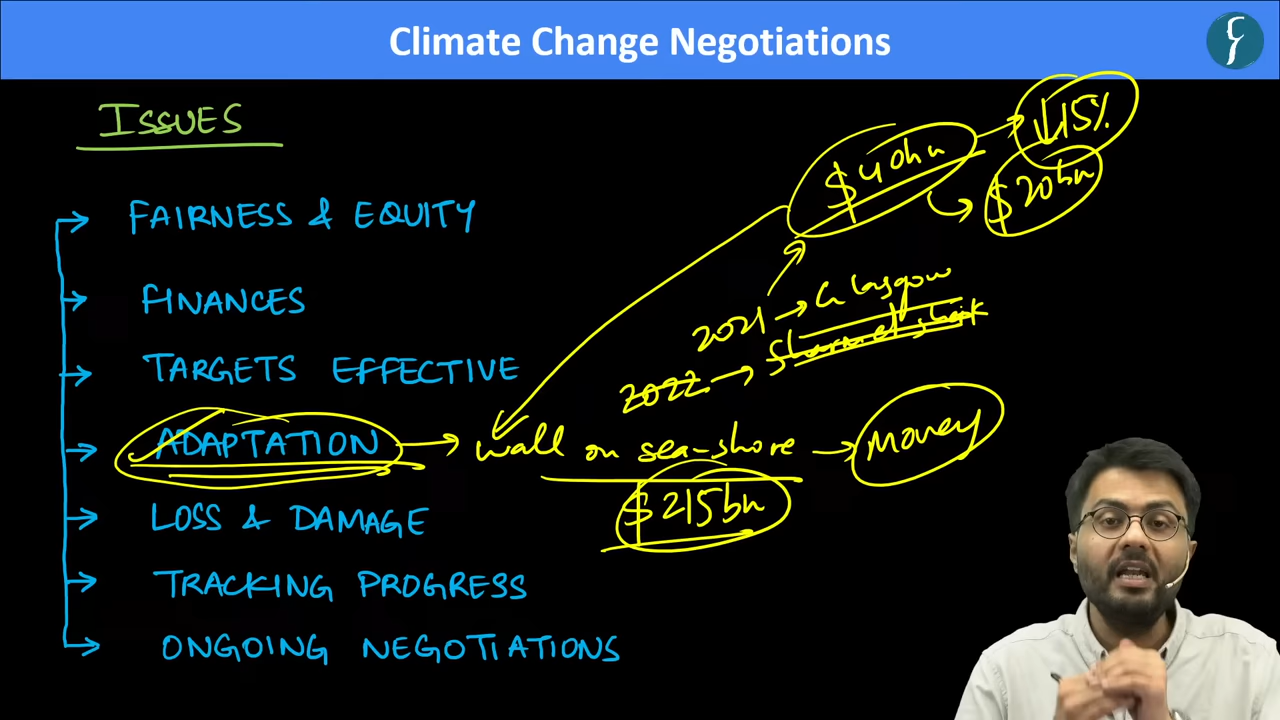 Climate Change Negotiations
ISSUES
FAIRNESS & EQUITY
FINANCES
TARGETS EFFECTIVE
ADAPTATION → wall on sea-shore → Money
$215bn
LOSS & DAMAGE
TRACKING PROGRESS
ONGOING NEGOTIATIONS
$40bn
↓15%
$20bn
2021 → Glasgow
2022 →